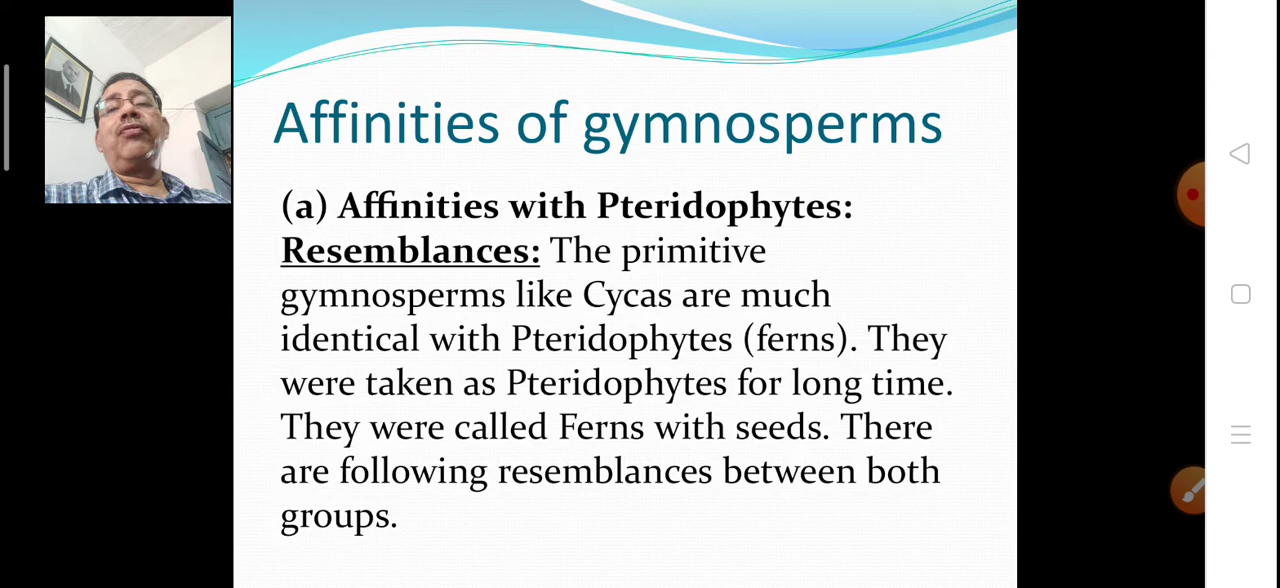 Affinities of gymnosperms
(a) Affinities with Pteridophytes:
Resemblances: The primitive
gymnosperms like Cycas are much
identical with Pteridophytes (ferns). They
were taken as Pteridophytes for long time.
They were called Ferns with seeds. There
are following resemblances between both
groups.